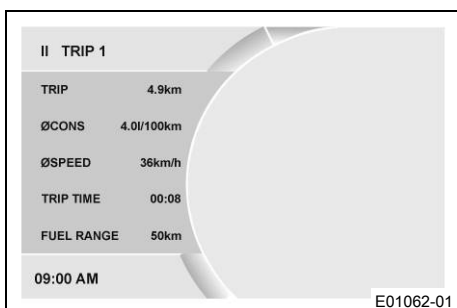 II TRIP 1
TRIP 4.9km
ØCONS 4.0l/100km
ØSPEED 36km/h
TRIP TIME 00:08
FUEL RANGE 50km
09:00 AM
E01062-01